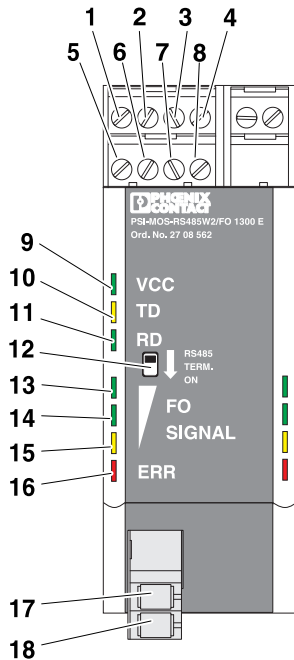 1 2 3 4
5 6 7 8
PHOENIX
CONTACT
PSI-MOS-RS485W2/FO 1300 E
Ord. No. 27 08 562
9 VCC
10 TD
11 RD
12 RS485
TERM.
ON
13
14 FO
15 SIGNAL
16 ERR
17
18